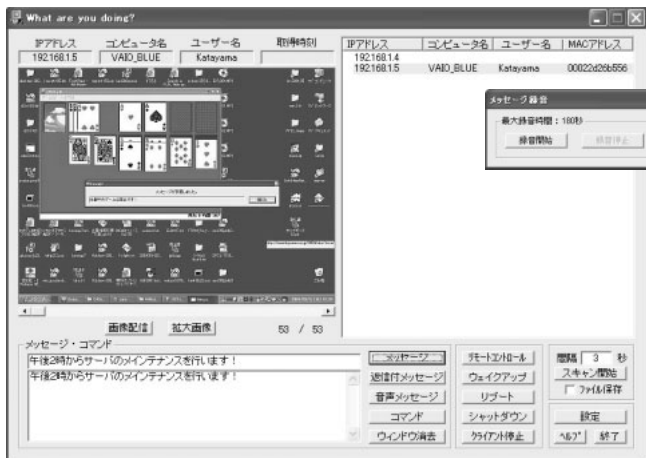 What are you doing?
IPアドレス コンピュータ名 ユーザー名 取得時刻
192.168.1.5 VAIO_BLUE Katayama
IPアドレス コンピュータ名 ユーザー名 MACアドレス
192.168.1.4
192.168.1.5 VAIO_BLUE Katayama 00022d26b556
メッセージ録音
最大録音時間：180秒
録音開始 録音停止
画像配信 拡大画像 53 / 53
メッセージ・コマンド
午後2時からサーバのメインテナンスを行います！
午後2時からサーバのメインテナンスを行います！
メッセージ
返信付メッセージ
音声メッセージ
コマンド
ウィンドウ消去
リモートコントロール
ウェイクアップ
リブート
シャットダウン
クライアント停止
間隔 3 秒
スキャン開始
ファイル保存
設定
ヘルプ 終了